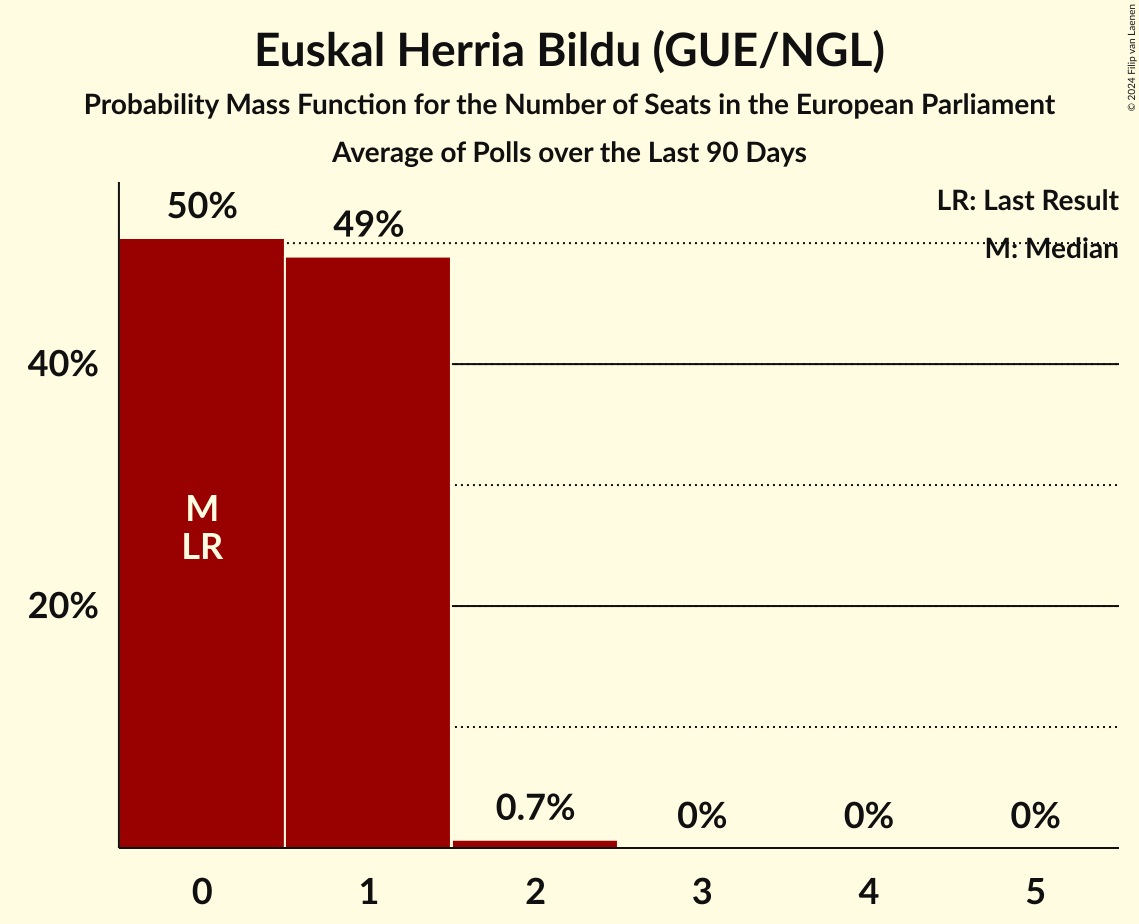 Euskal Herria Bildu (GUE/NGL)
Probability Mass Function for the Number of Seats in the European Parliament
Average of Polls over the Last 90 Days
© 2024 Filip van Laenen
LR: Last Result
M: Median
50%
49%
40%
M
LR
20%
0.7%
0%
0%
0%
0
1
2
3
4
5